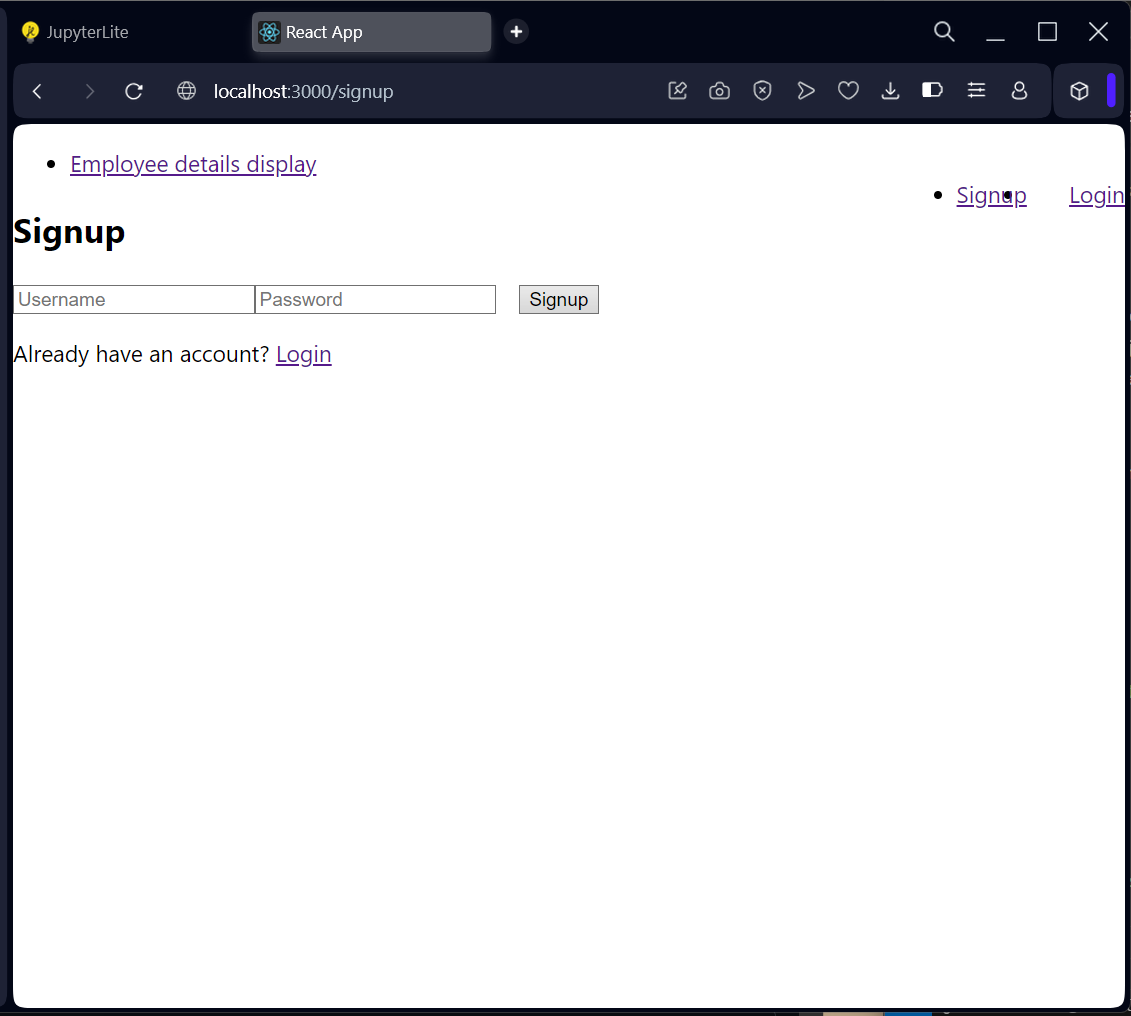 JupyterLite
React App
localhost:3000/signup
Employee details display
Signup
Login
Signup
Username
Password
Signup
Already have an account? Login